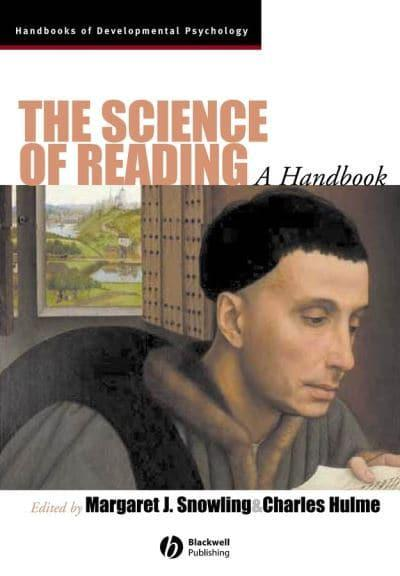 Handbooks of Developmental Psychology
THE SCIENCE
OF READING
A Handbook
Edited by Margaret J. Snowling & Charles Hulme
Blackwell
Publishing